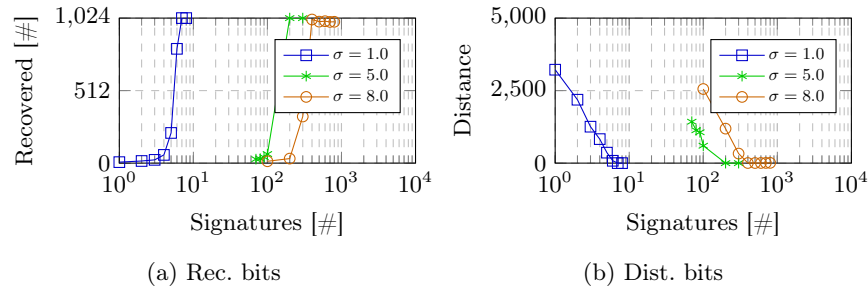 1,024
512
0
Recovered [#]
σ = 1.0
σ = 5.0
σ = 8.0
10^0 10^1 10^2 10^3 10^4
Signatures [#]
(a) Rec. bits
5,000
2,500
0
Distance
σ = 1.0
σ = 5.0
σ = 8.0
10^0 10^1 10^2 10^3 10^4
Signatures [#]
(b) Dist. bits